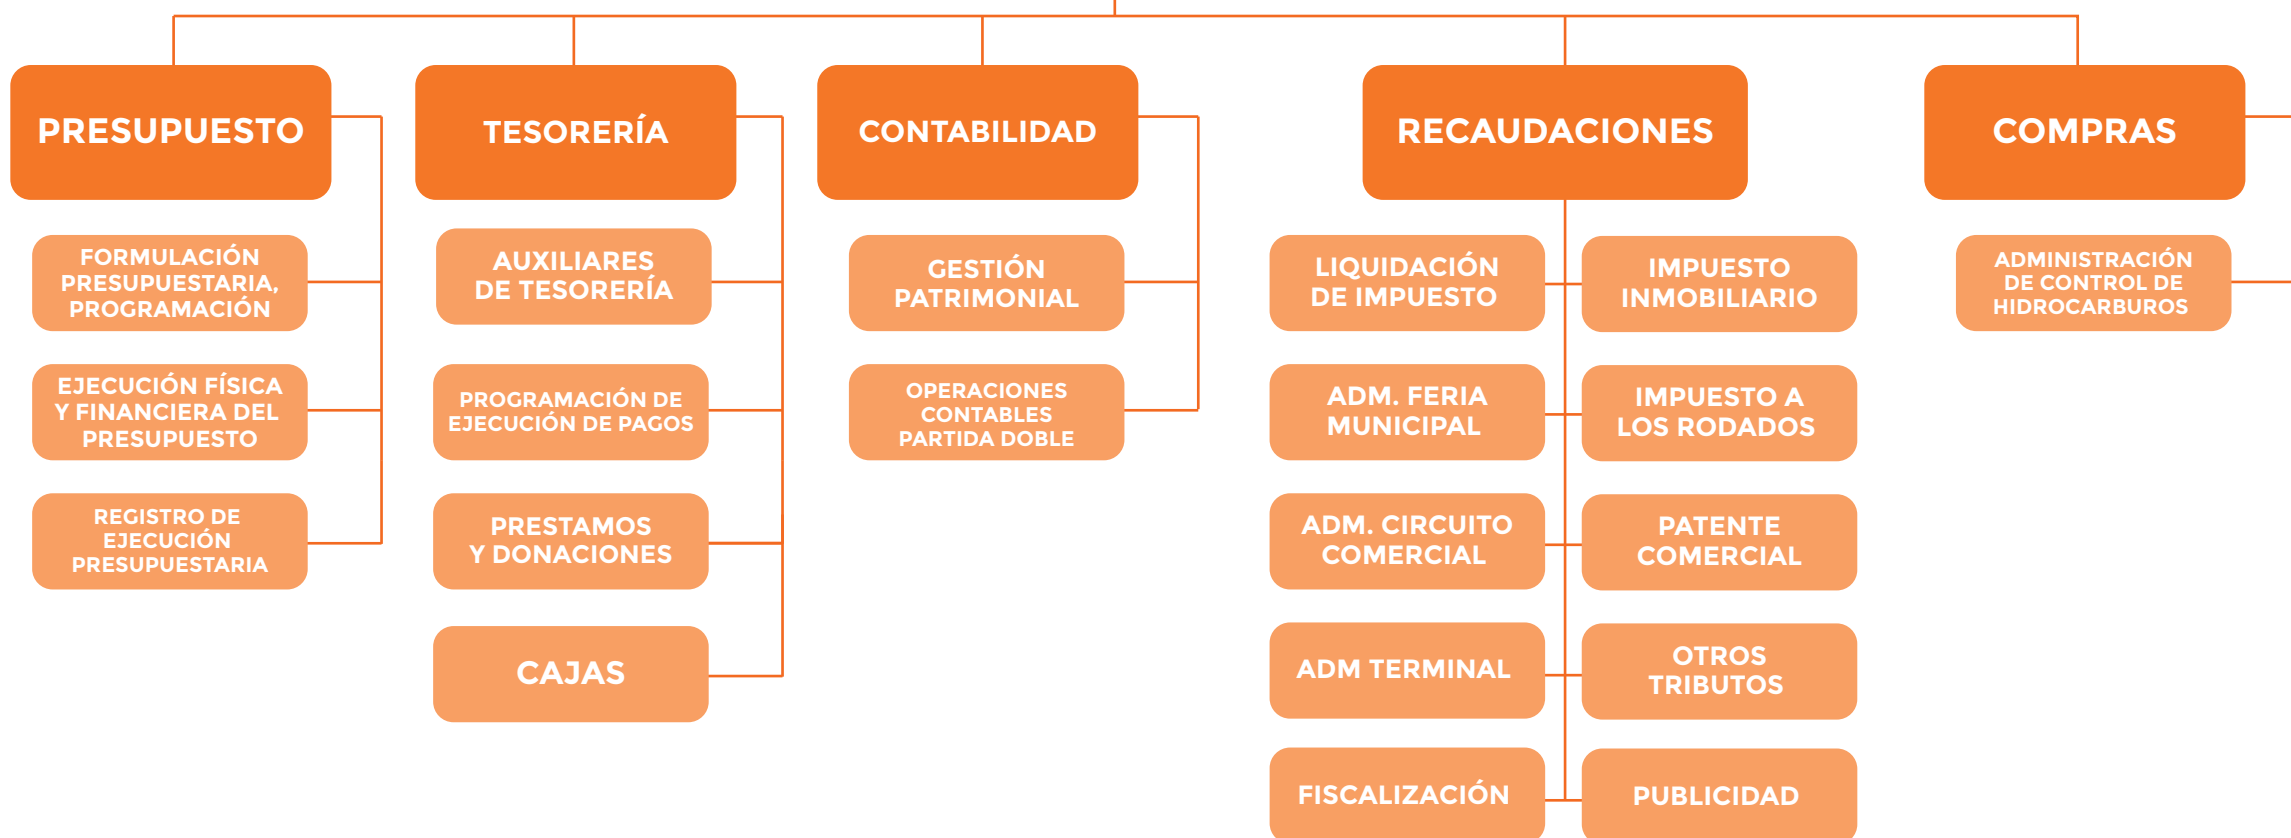 PRESUPUESTO
FORMULACIÓN
PRESUPUESTARIA,
PROGRAMACIÓN
EJECUCIÓN FÍSICA
Y FINANCIERA DEL
PRESUPUESTO
REGISTRO DE
EJECUCIÓN
PRESUPUESTARIA
TESORERÍA
AUXILIARES
DE TESORERÍA
PROGRAMACIÓN DE
EJECUCIÓN DE PAGOS
PRESTAMOS
Y DONACIONES
CAJAS
CONTABILIDAD
GESTIÓN
PATRIMONIAL
OPERACIONES
CONTABLES
PARTIDA DOBLE
RECAUDACIONES
LIQUIDACIÓN
DE IMPUESTO
IMPUESTO
INMOBILIARIO
ADM. FERIA
MUNICIPAL
IMPUESTO A
LOS RODADOS
ADM. CIRCUITO
COMERCIAL
PATENTE
COMERCIAL
ADM TERMINAL
OTROS
TRIBUTOS
FISCALIZACIÓN
PUBLICIDAD
COMPRAS
ADMINISTRACIÓN
DE CONTROL DE
HIDROCARBUROS